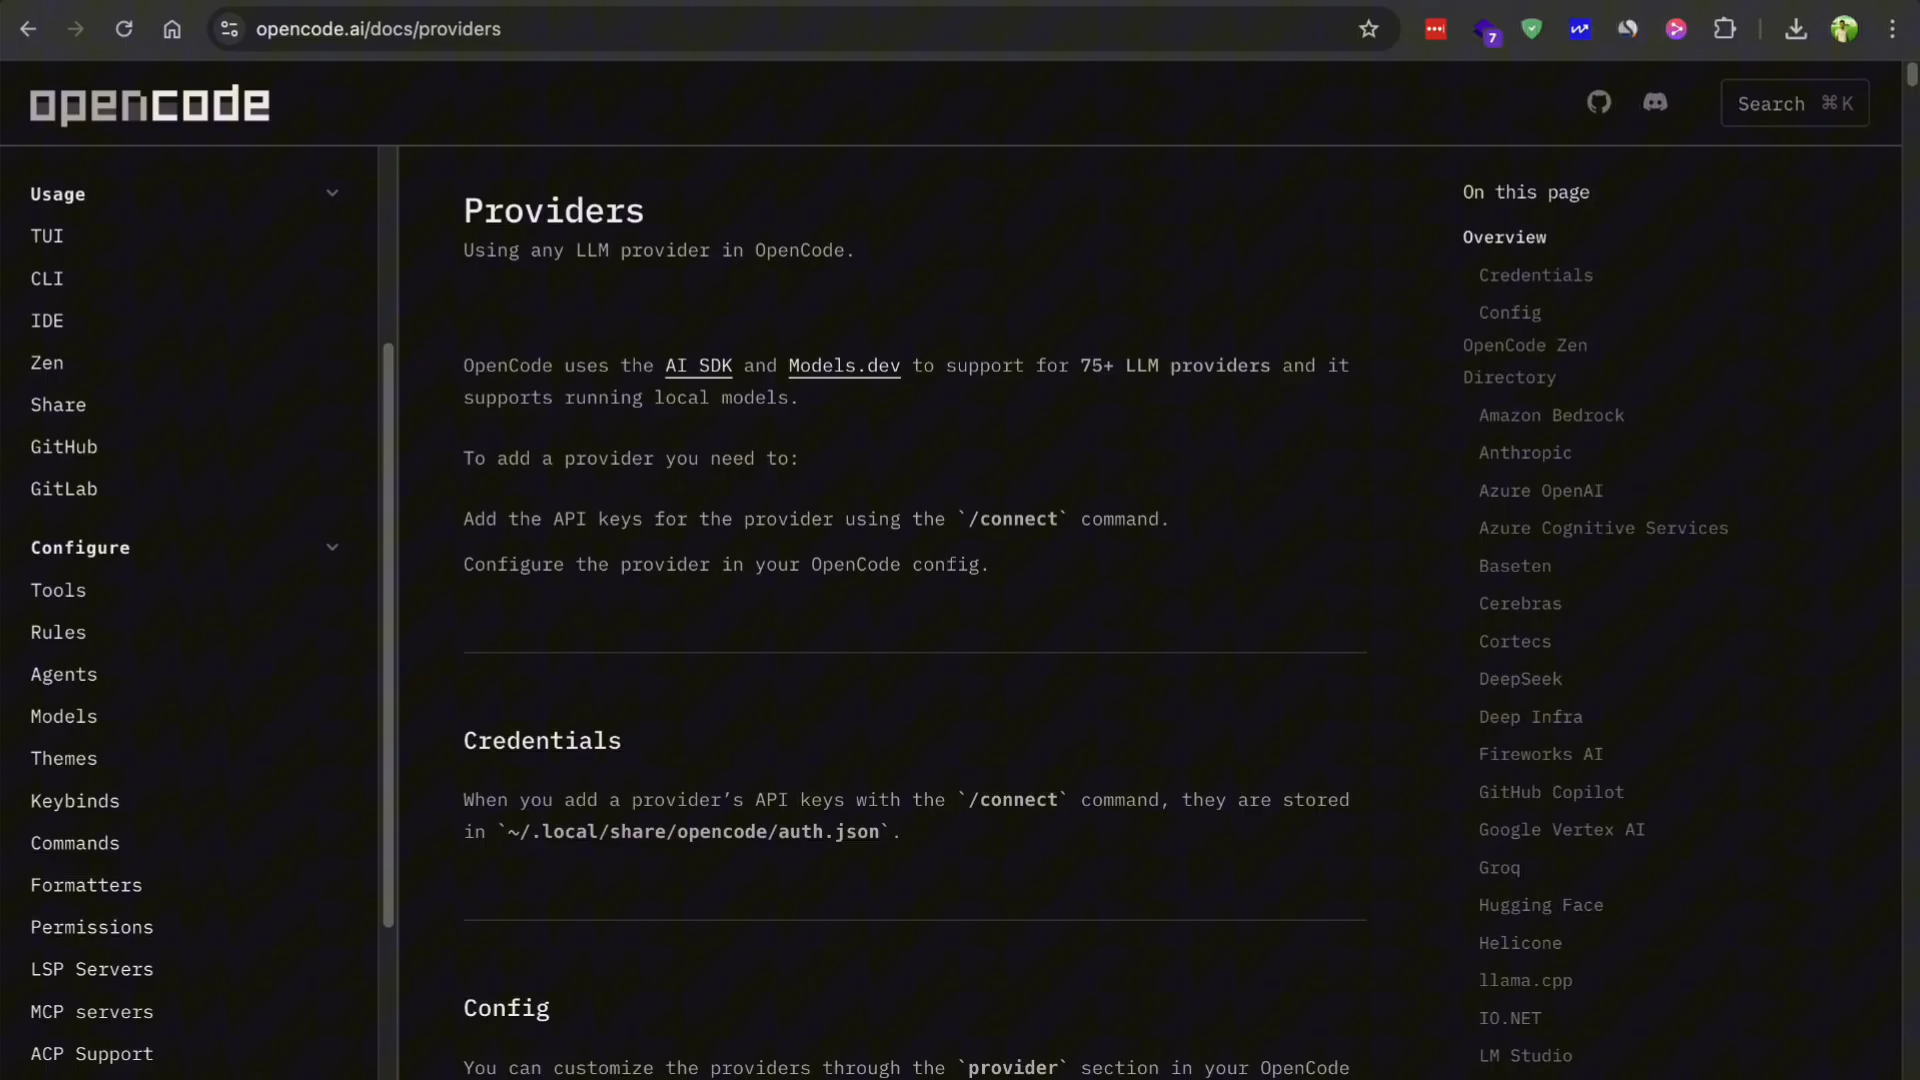 opencode.ai/docs/providers
7
opencode
Search ⌘K
Usage
TUI
CLI
IDE
Zen
Share
GitHub
GitLab
Configure
Tools
Rules
Agents
Models
Themes
Keybinds
Commands
Formatters
Permissions
LSP Servers
MCP servers
ACP Support
Providers
Using any LLM provider in OpenCode.
OpenCode uses the AI SDK and Models.dev to support for 75+ LLM providers and it
supports running local models.
To add a provider you need to:
Add the API keys for the provider using the `/connect` command.
Configure the provider in your OpenCode config.
Credentials
When you add a provider’s API keys with the `/connect` command, they are stored
in `~/.local/share/opencode/auth.json`.
Config
You can customize the providers through the `provider` section in your OpenCode
On this page
Overview
Credentials
Config
OpenCode Zen
Directory
Amazon Bedrock
Anthropic
Azure OpenAI
Azure Cognitive Services
Baseten
Cerebras
Cortecs
DeepSeek
Deep Infra
Fireworks AI
GitHub Copilot
Google Vertex AI
Groq
Hugging Face
Helicone
llama.cpp
IO.NET
LM Studio